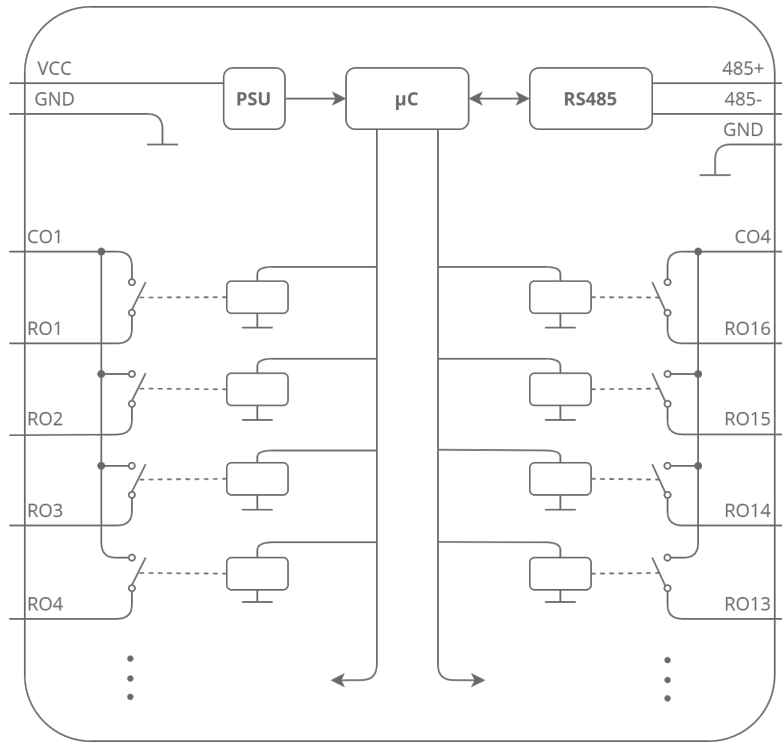 VCC
GND
PSU
µC
RS485
485+
485-
GND
CO1
CO4
RO1
RO16
RO2
RO15
RO3
RO14
RO4
RO13